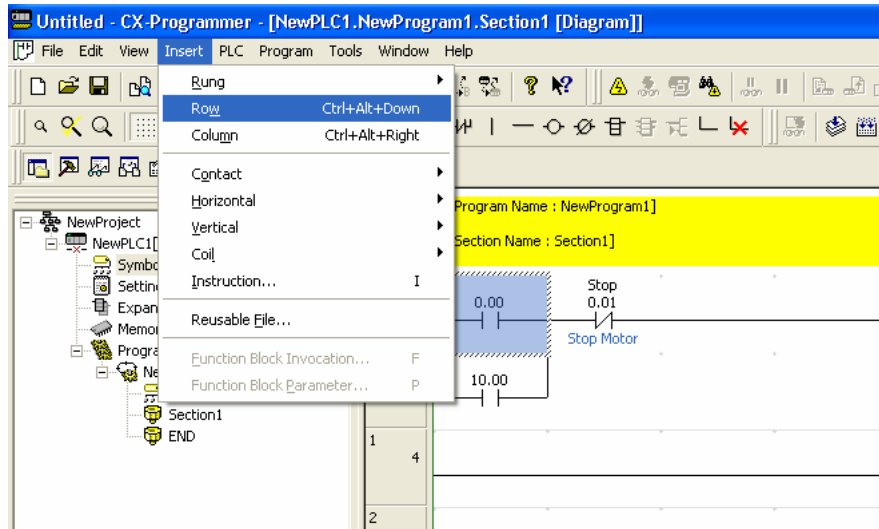 Untitled - CX-Programmer - [NewPLC1.NewProgram1.Section1 [Diagram]]
File Edit View Insert PLC Program Tools Window Help
Rung
Row Ctrl+Alt+Down
Column Ctrl+Alt+Right
Contact
Horizontal
Vertical
Coil
Instruction... I
Reusable File...
Function Block Invocation... F
Function Block Parameter... P
NewProject
NewPLC1[
Symbo
Settin
Expan
Memo
Progra
Ne
Section1
END
Program Name : NewProgram1]
Section Name : Section1]
0.00
Stop
0.01
Stop Motor
10.00
1
4
2